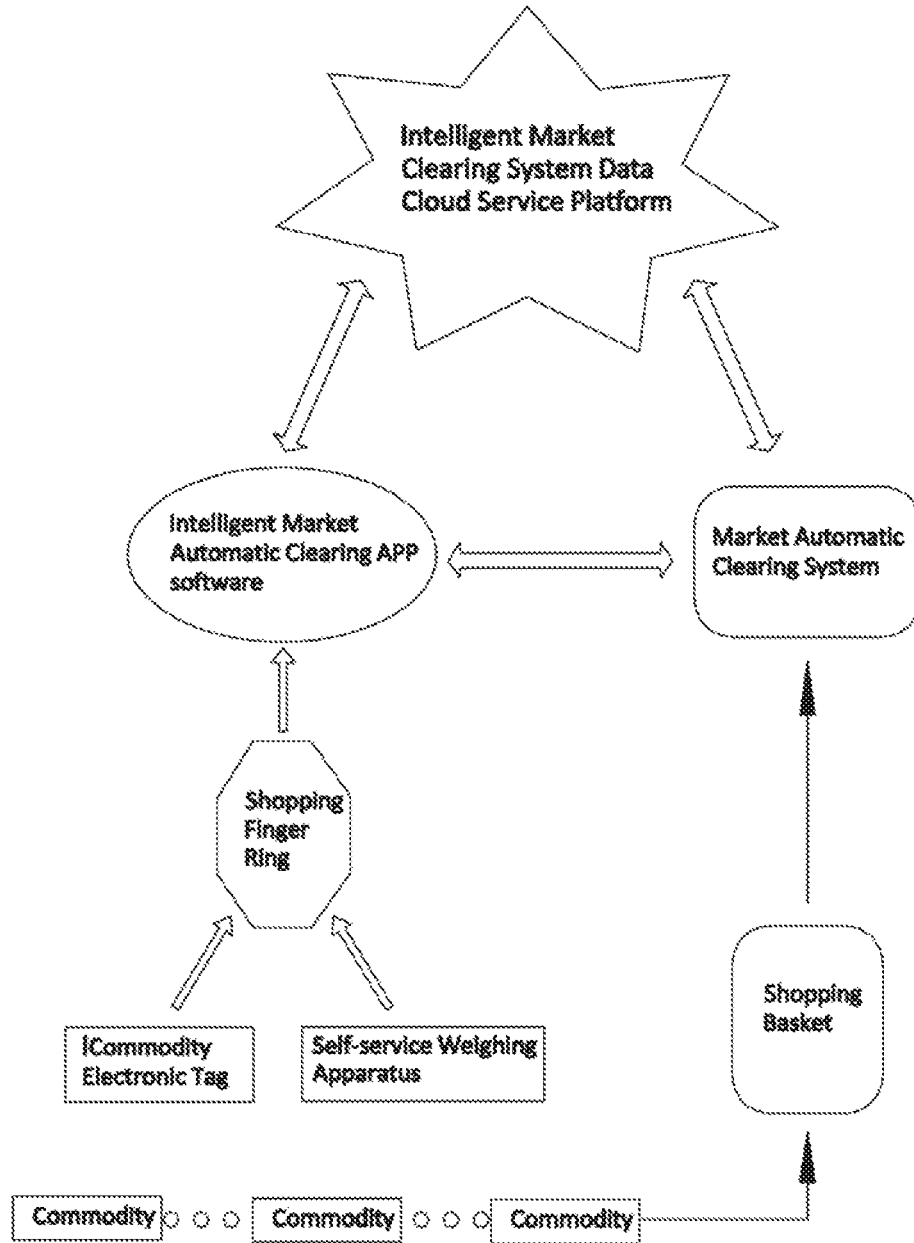 Intelligent Market
Clearing System Data
Cloud Service Platform
Intelligent Market
Automatic Clearing APP
software
Market Automatic
Clearing System
Shopping
Finger
Ring
Shopping
Basket
ICommodity
Electronic Tag
Self-service Weighing
Apparatus
Commodity
Commodity
Commodity